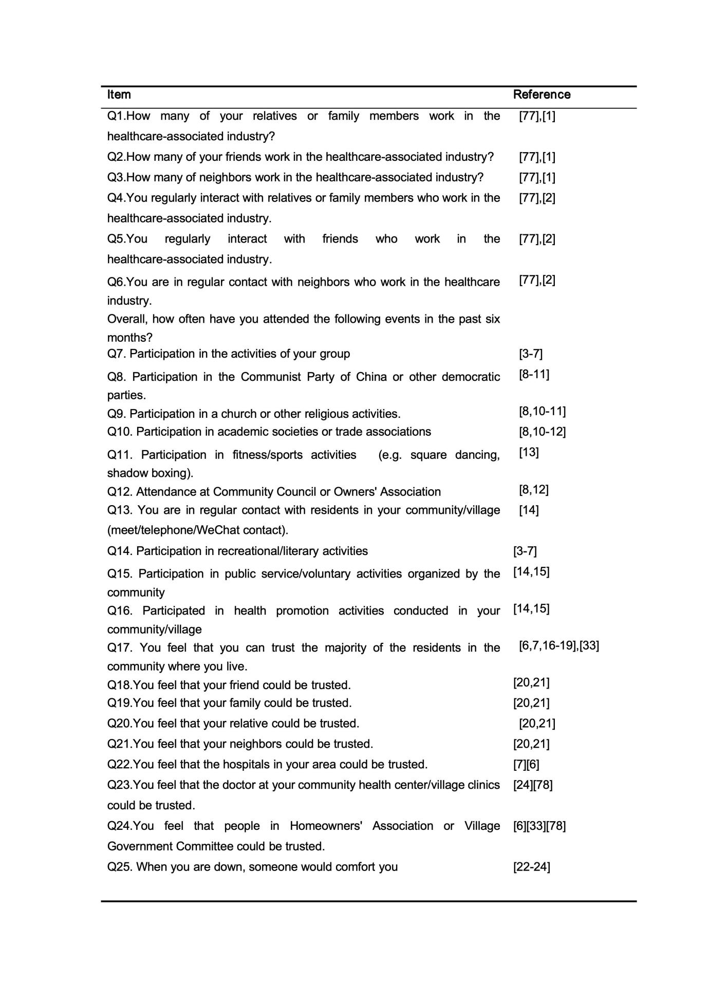 Item Reference
Q1.How many of your relatives or family members work in the [77],[1]
healthcare-associated industry?
Q2.How many of your friends work in the healthcare-associated industry? [77],[1]
Q3.How many of neighbors work in the healthcare-associated industry? [77],[1]
Q4.You regularly interact with relatives or family members who work in the [77],[2]
healthcare-associated industry.
Q5.You regularly interact with friends who work in the [77],[2]
healthcare-associated industry.
Q6.You are in regular contact with neighbors who work in the healthcare [77],[2]
industry.
Overall, how often have you attended the following events in the past six
months?
Q7. Participation in the activities of your group [3-7]
Q8. Participation in the Communist Party of China or other democratic [8-11]
parties.
Q9. Participation in a church or other religious activities. [8,10-11]
Q10. Participation in academic societies or trade associations [8,10-12]
Q11. Participation in fitness/sports activities (e.g. square dancing, [13]
shadow boxing).
Q12. Attendance at Community Council or Owners' Association [8,12]
Q13. You are in regular contact with residents in your community/village [14]
(meet/telephone/WeChat contact).
Q14. Participation in recreational/literary activities [3-7]
Q15. Participation in public service/voluntary activities organized by the [14,15]
community
Q16. Participated in health promotion activities conducted in your [14,15]
community/village
Q17. You feel that you can trust the majority of the residents in the [6,7,16-19],[33]
community where you live.
Q18.You feel that your friend could be trusted. [20,21]
Q19.You feel that your family could be trusted. [20,21]
Q20.You feel that your relative could be trusted. [20,21]
Q21.You feel that your neighbors could be trusted. [20,21]
Q22.You feel that the hospitals in your area could be trusted. [7][6]
Q23.You feel that the doctor at your community health center/village clinics [24][78]
could be trusted.
Q24.You feel that people in Homeowners' Association or Village [6][33][78]
Government Committee could be trusted.
Q25. When you are down, someone would comfort you [22-24]